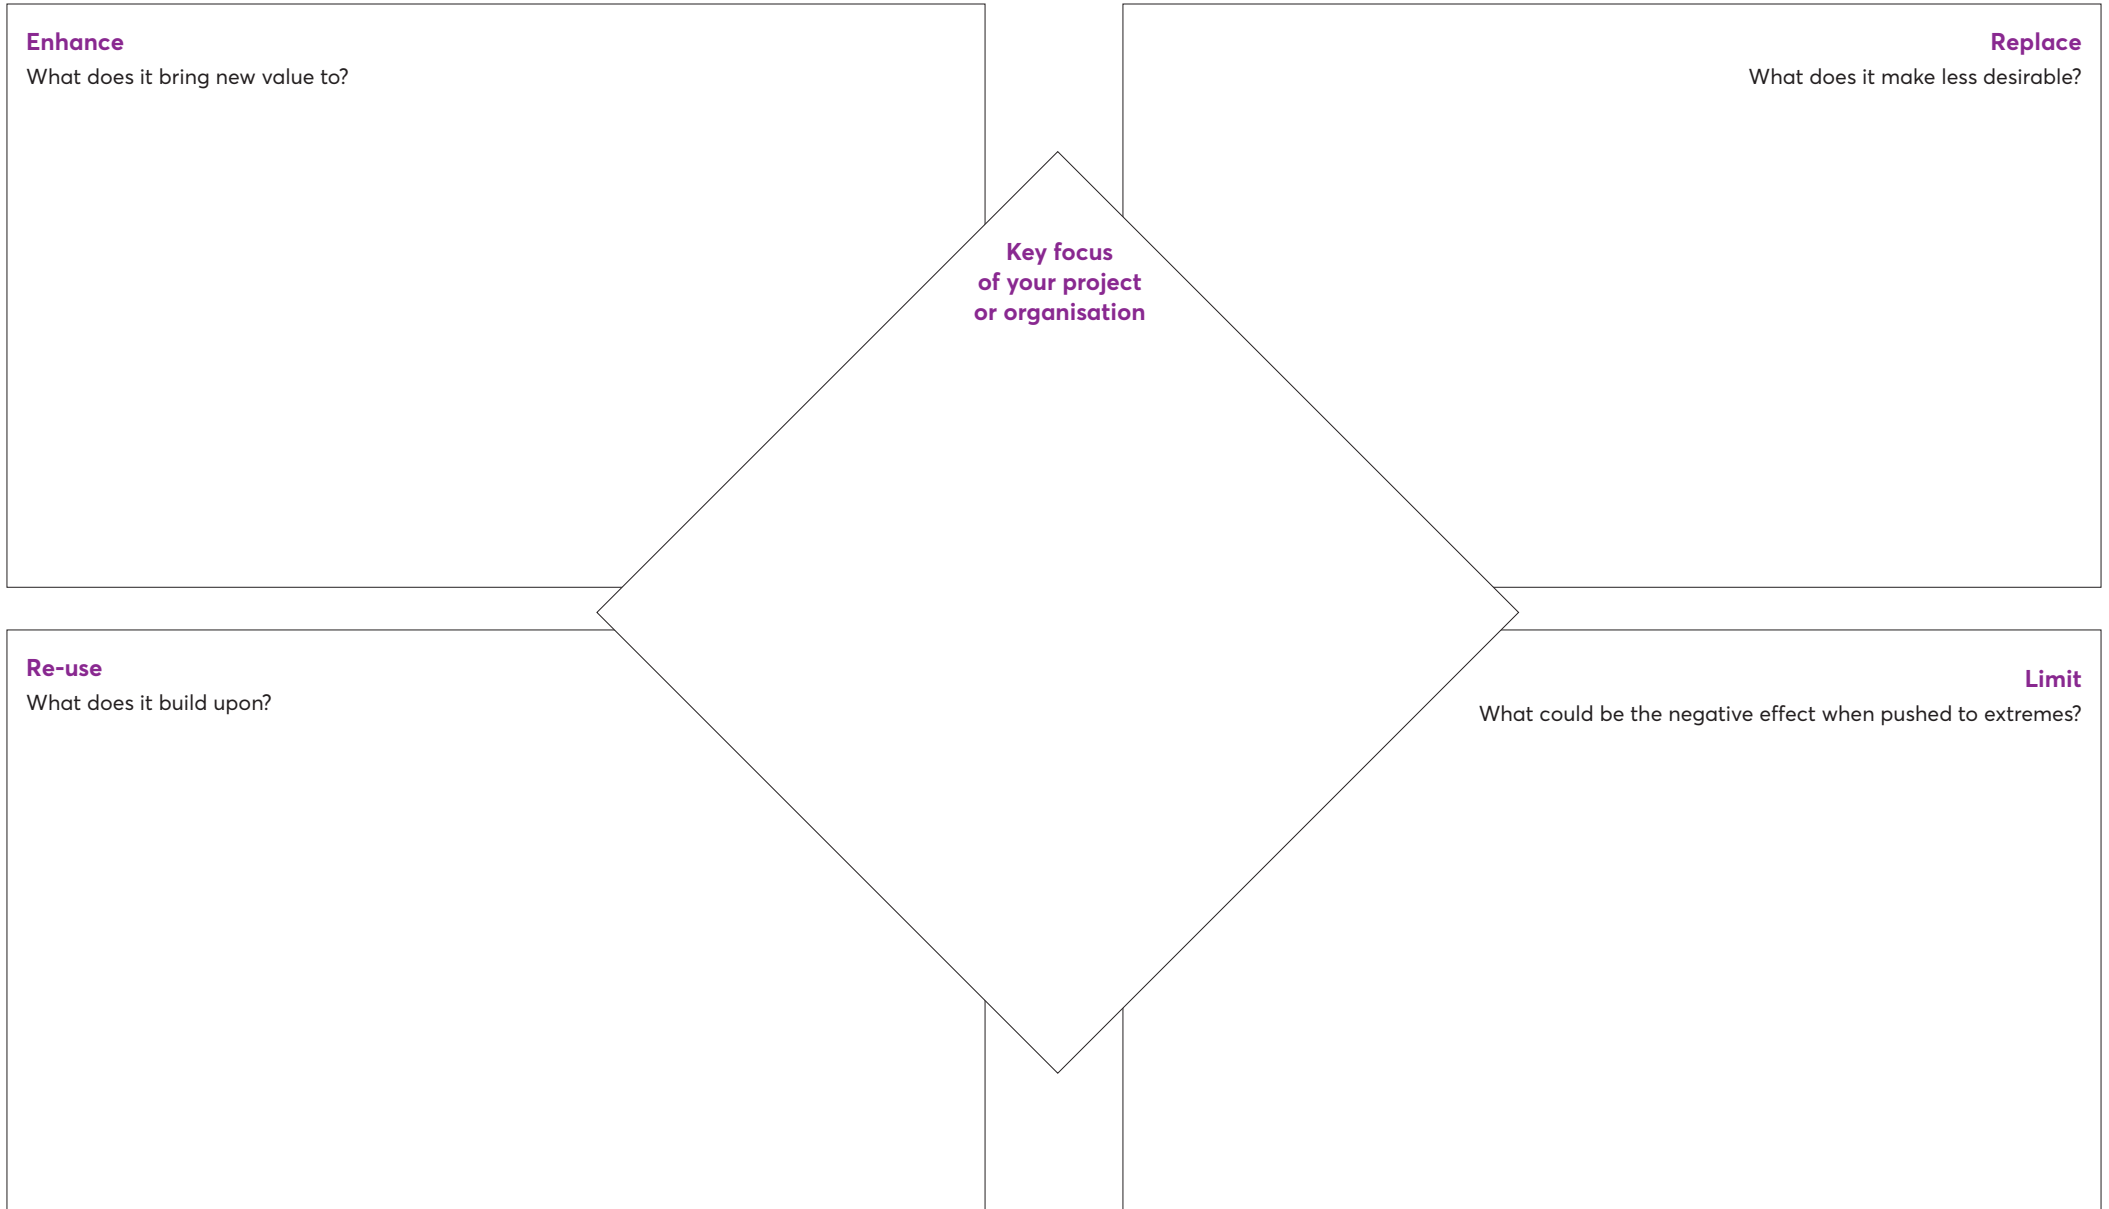 Enhance
What does it bring new value to?
Replace
What does it make less desirable?
Key focus
of your project
or organisation
Re-use
What does it build upon?
Limit
What could be the negative effect when pushed to extremes?